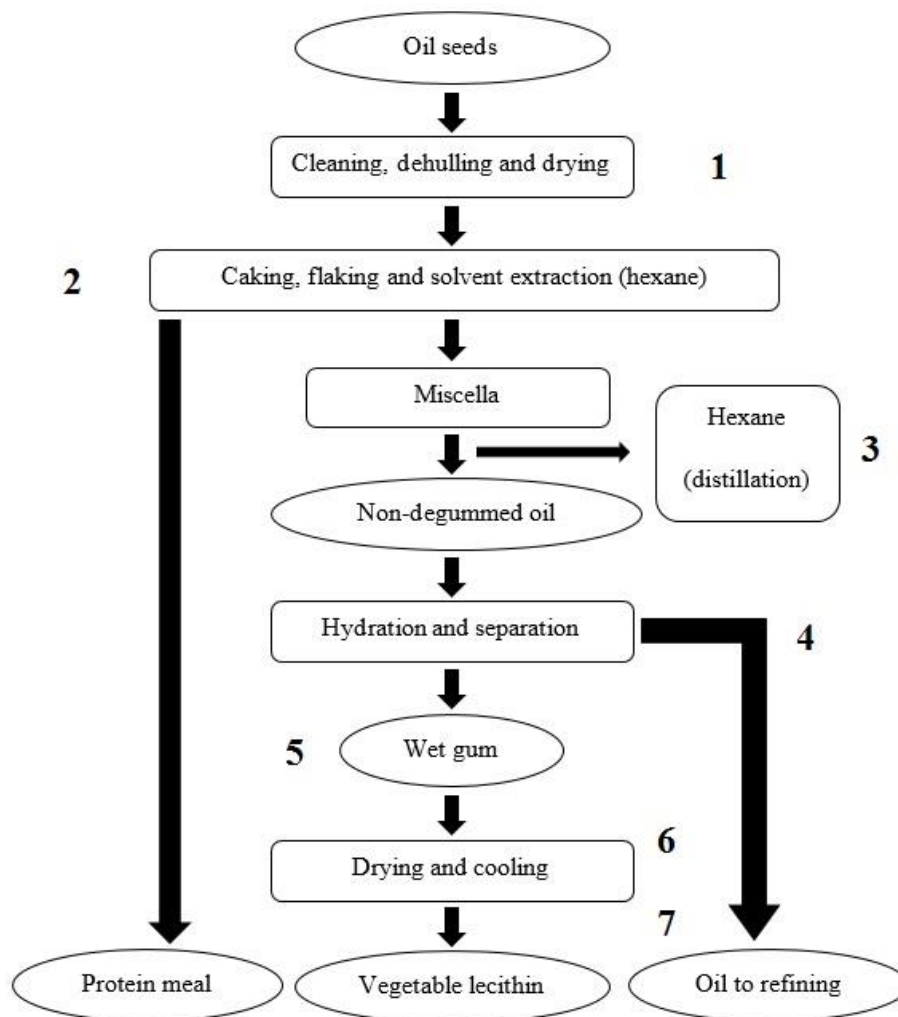 Oil seeds
Cleaning, dehulling and drying
1
2
Caking, flaking and solvent extraction (hexane)
Miscella
Hexane
(distillation)
3
Non-degummed oil
Hydration and separation
4
5
Wet gum
6
Drying and cooling
7
Protein meal
Vegetable lecithin
Oil to refining